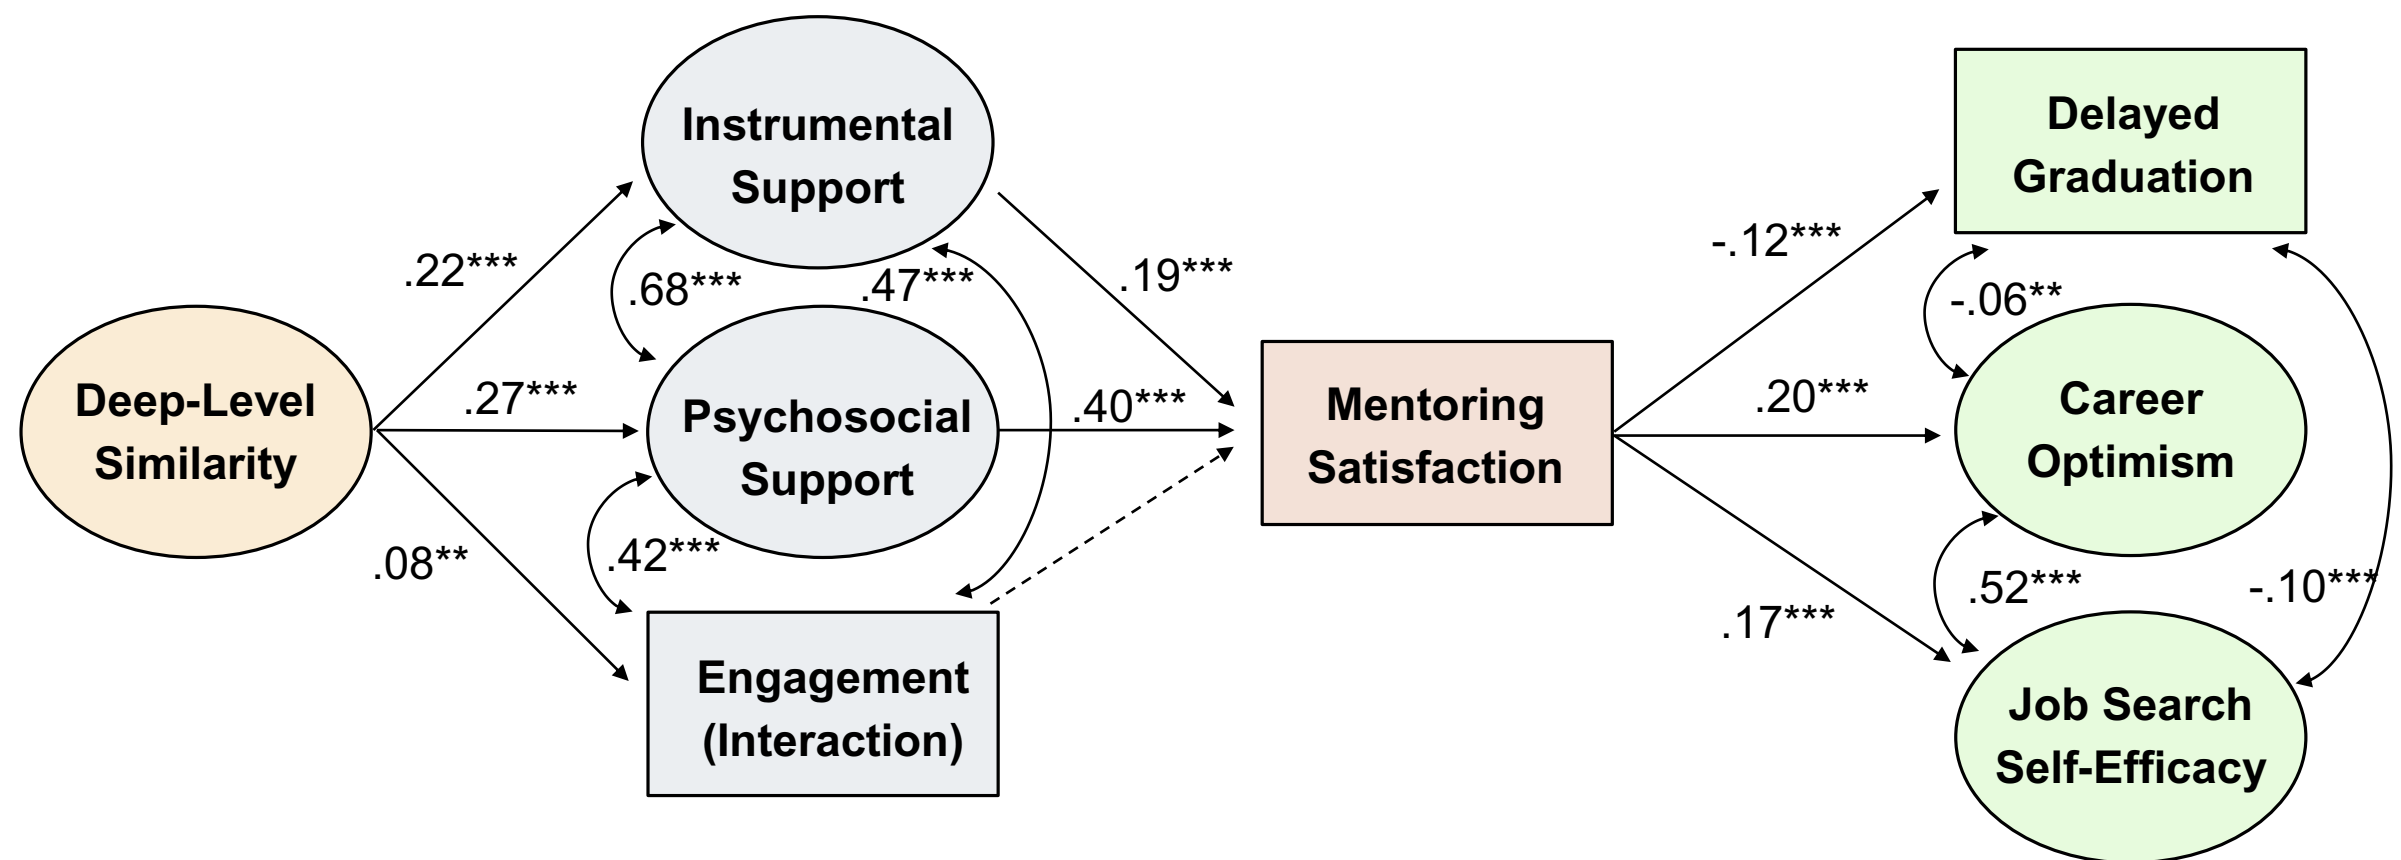 Instrumental
Support
Delayed
Graduation
.22***
.68***
.47***
.19***
-.12***
-.06**
Deep-Level
Similarity
.27***
Psychosocial
Support
.40***
Mentoring
Satisfaction
.20***
Career
Optimism
.08**
.42***
.52***
-.10***
.17***
Engagement
(Interaction)
Job Search
Self-Efficacy